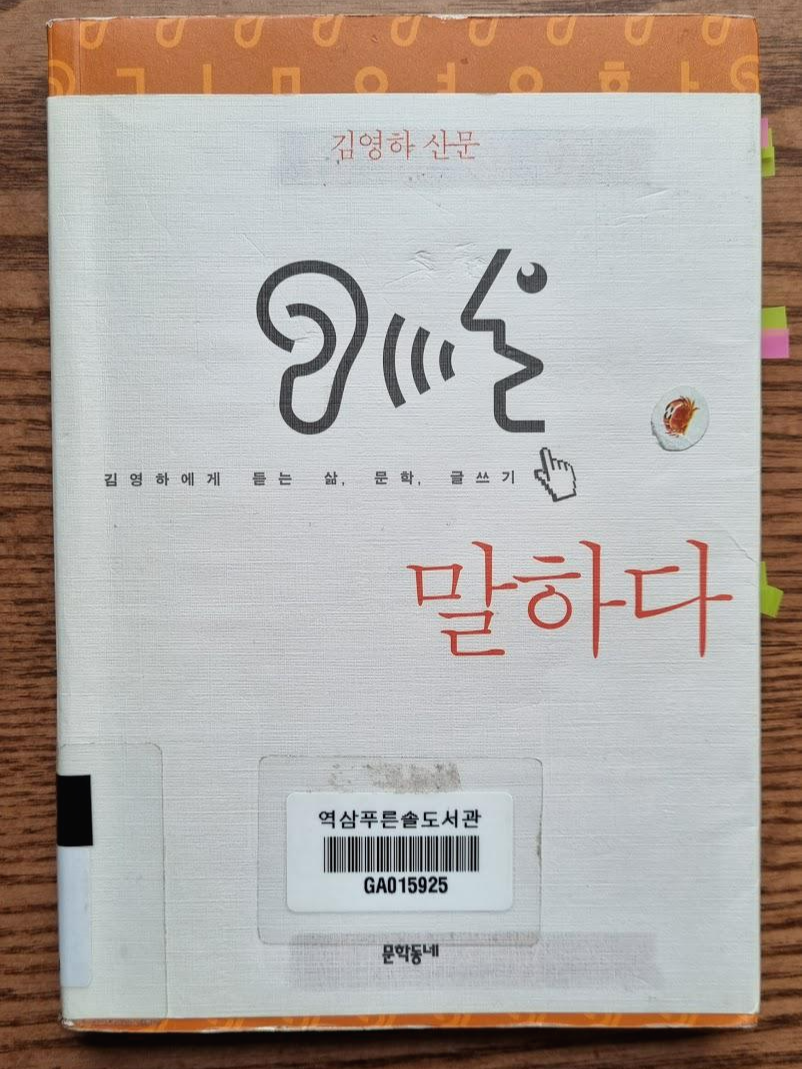 김영하 산문
김영하에게 듣는 삶, 문학, 글쓰기
말하다
역삼푸른솔도서관
GA015925
문학동네